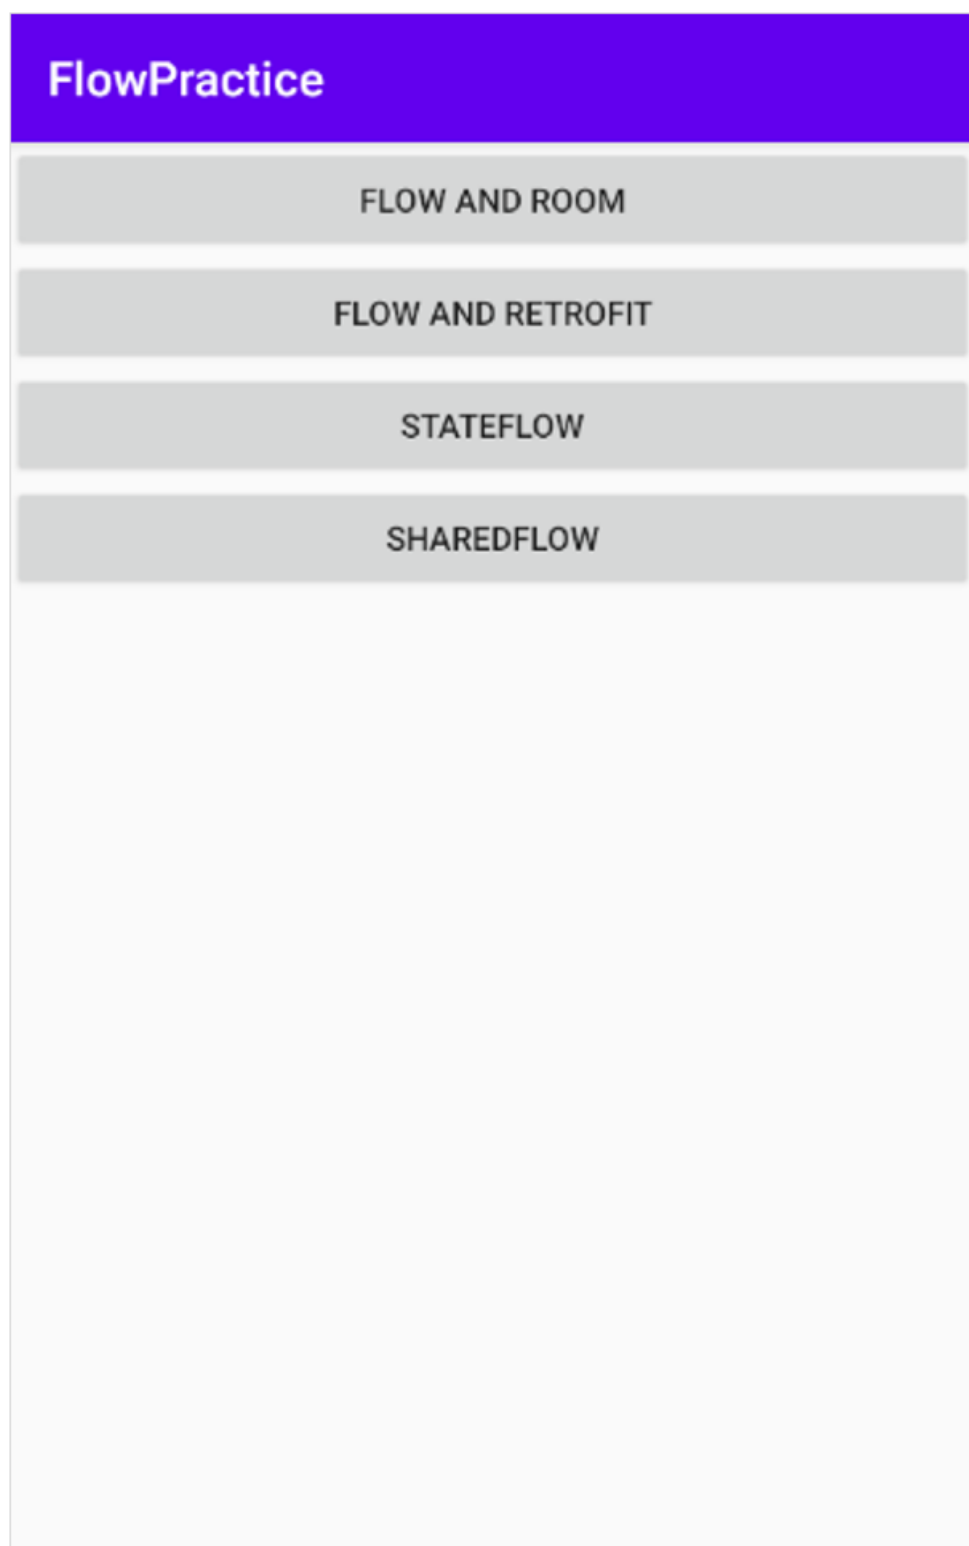 FlowPractice
FLOW AND ROOM
FLOW AND RETROFIT
STATEFLOW
SHAREDFLOW